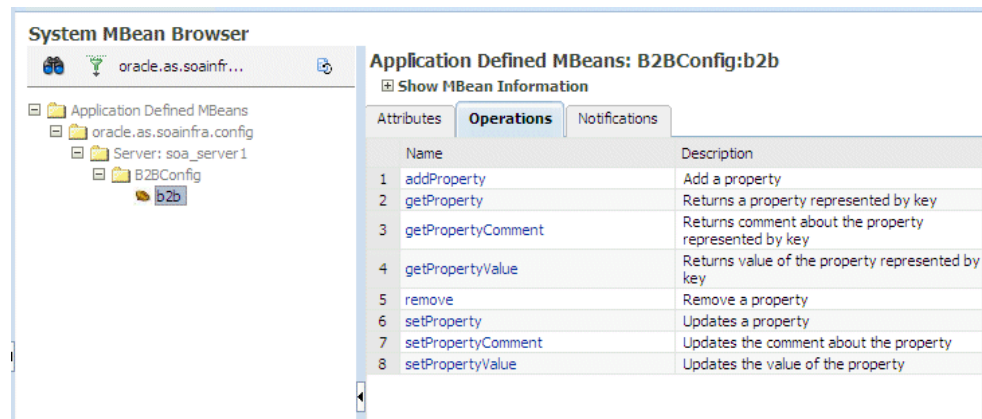 System MBean Browser
oracle.as.soainfr...
Application Defined MBeans
oracle.as.soainfra.config
Server: soa_server1
B2BConfig
b2b
Application Defined MBeans: B2BConfig:b2b
Show MBean Information
Attributes Operations Notifications
Name Description
1 addProperty Add a property
2 getProperty Returns a property represented by key
3 getPropertyComment Returns comment about the property
represented by key
4 getPropertyValue Returns value of the property represented by
key
5 remove Remove a property
6 setProperty Updates a property
7 setPropertyComment Updates the comment about the property
8 setPropertyValue Updates the value of the property